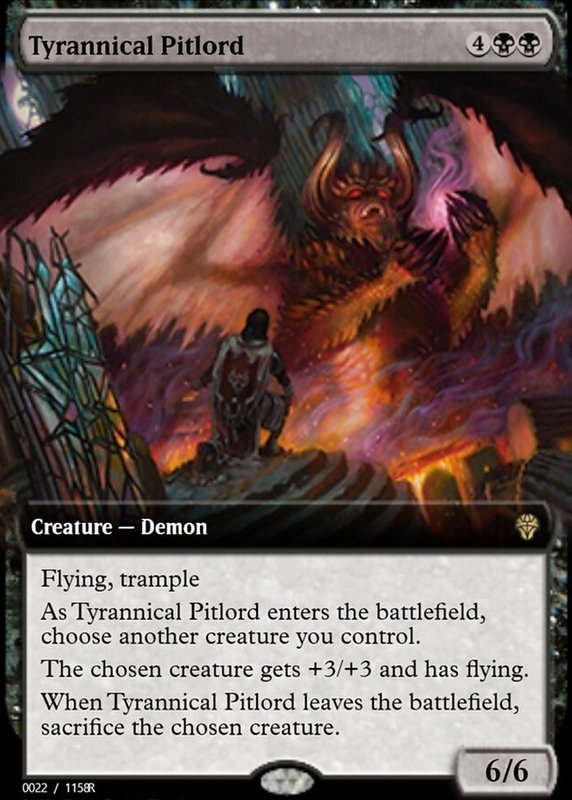 Tyrannical Pitlord 4
Creature — Demon
Flying, trample
As Tyrannical Pitlord enters the battlefield,
choose another creature you control.
The chosen creature gets +3/+3 and has flying.
When Tyrannical Pitlord leaves the battlefield,
sacrifice the chosen creature.
6/6
0022 / 1158R